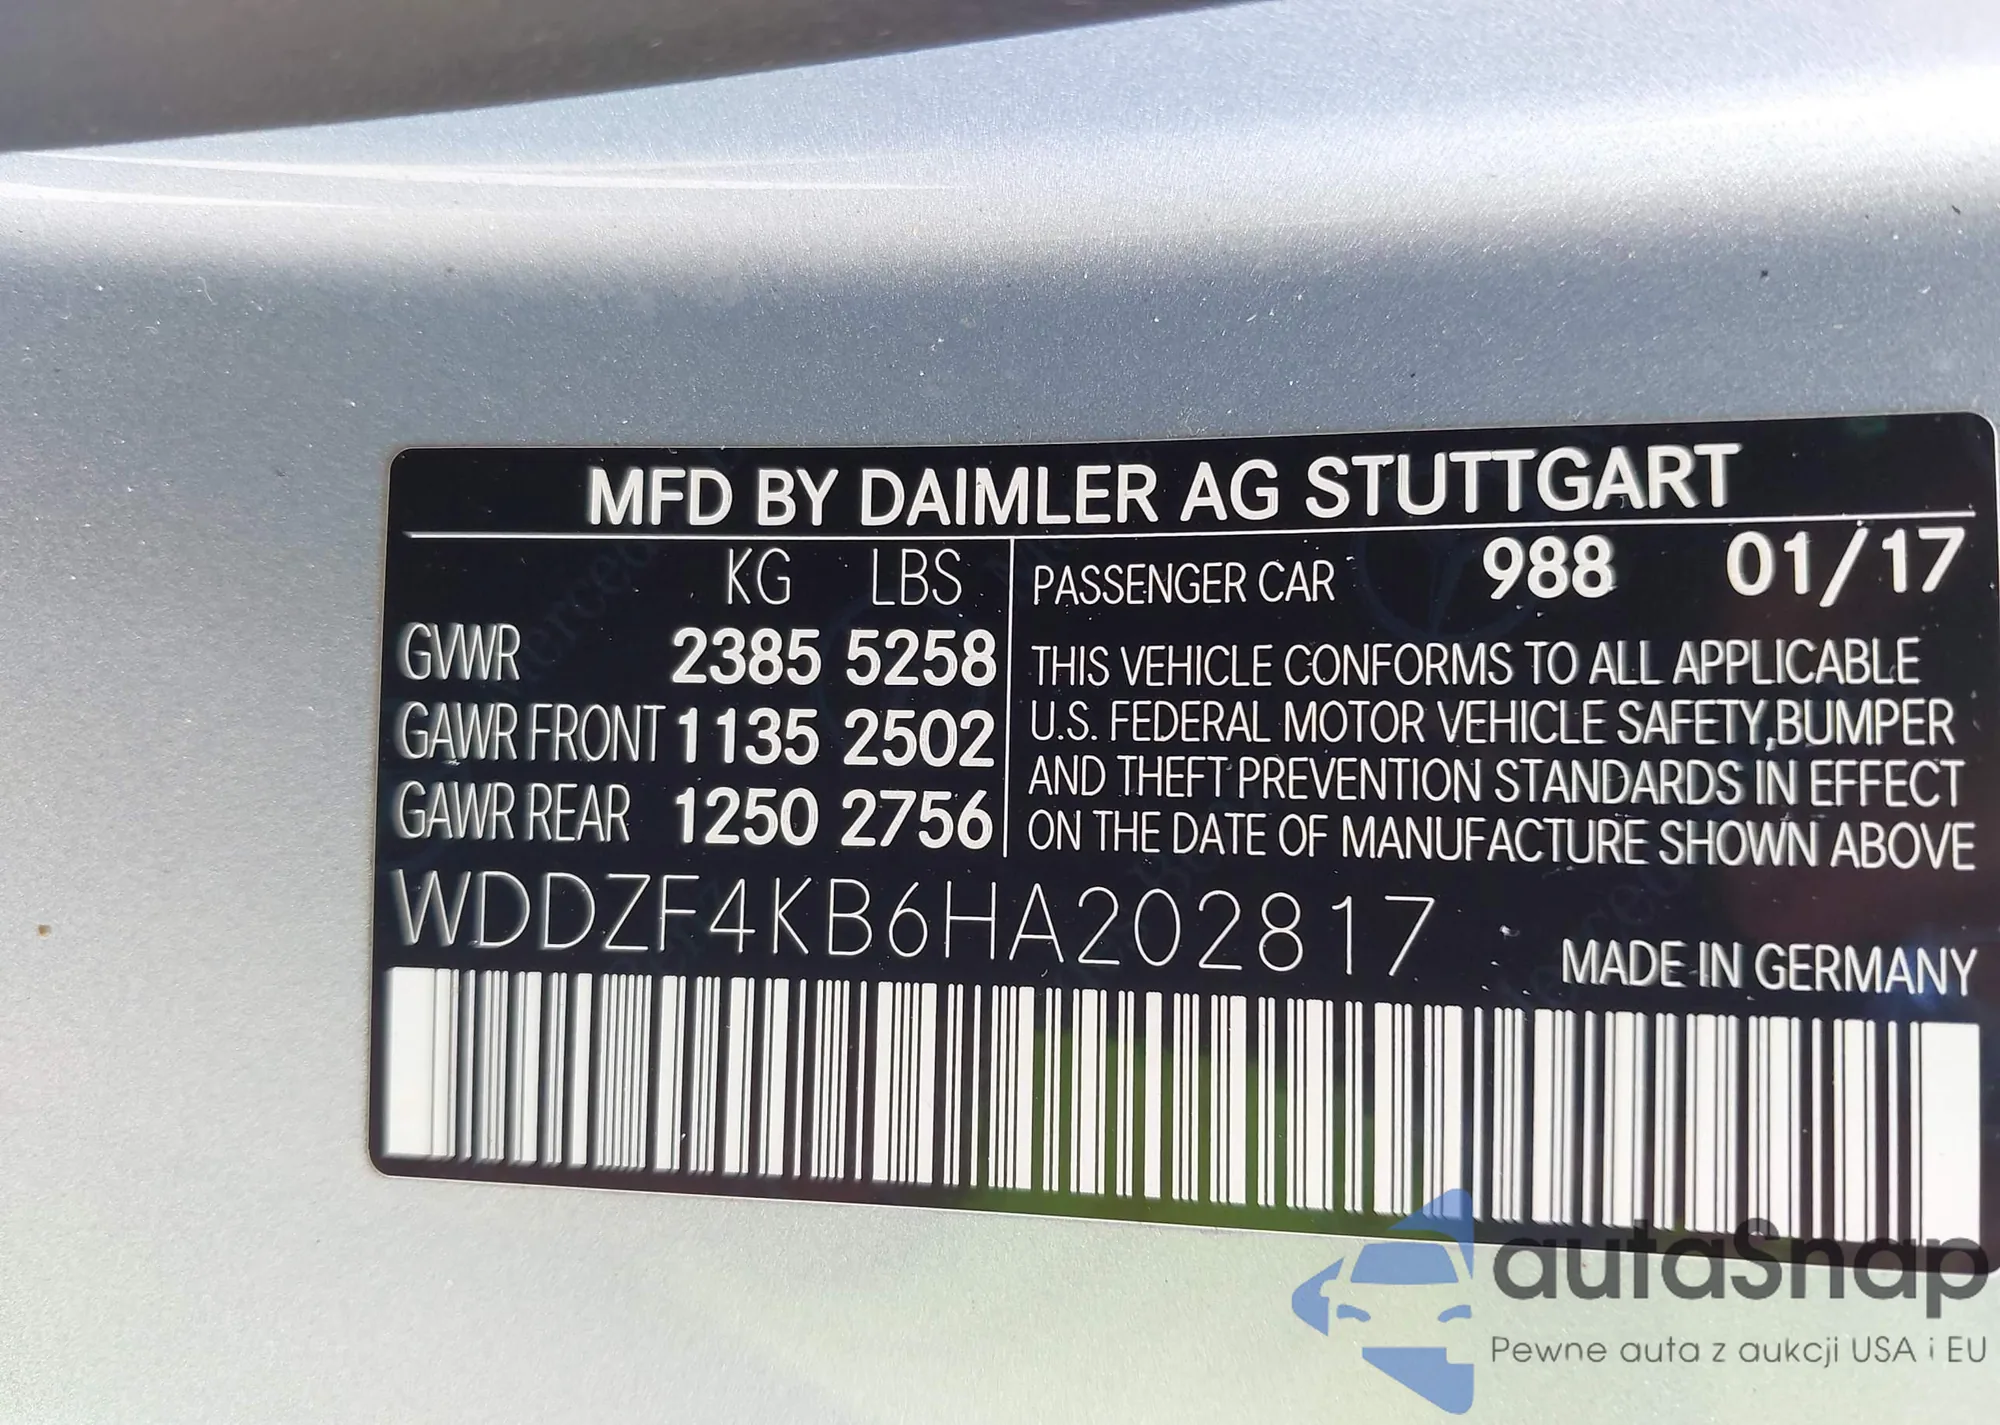 MFD BY DAIMLER AG STUTTGART
KG LBS
GVWR 2385 5258
GAWR FRONT 1135 2502
GAWR REAR 1250 2756
PASSENGER CAR 988 01/17
THIS VEHICLE CONFORMS TO ALL APPLICABLE
U.S. FEDERAL MOTOR VEHICLE SAFETY,BUMPER
AND THEFT PREVENTION STANDARDS IN EFFECT
ON THE DATE OF MANUFACTURE SHOWN ABOVE
WDDZF4KB6HA202817
MADE IN GERMANY
autaSnap
Pewne auta z aukcji USA i EU